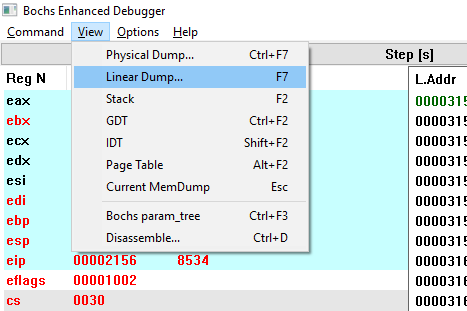 Bochs Enhanced Debugger
Command View Options Help
Step [s]
Reg N L.Addr
Physical Dump... Ctrl+F7
Linear Dump... F7
Stack F2
GDT Ctrl+F2
IDT Shift+F2
Page Table Alt+F2
Current MemDump Esc
Bochs param_tree Ctrl+F3
Disassemble... Ctrl+D
eax 0000315
ebx 0000315
ecx 0000315
edx 0000315
esi 0000315
edi 0000315
ebp 0000315
esp 0000316
eip 00002156 8534 0000316
eflags 00001002 0000316
cs 0030 0000316